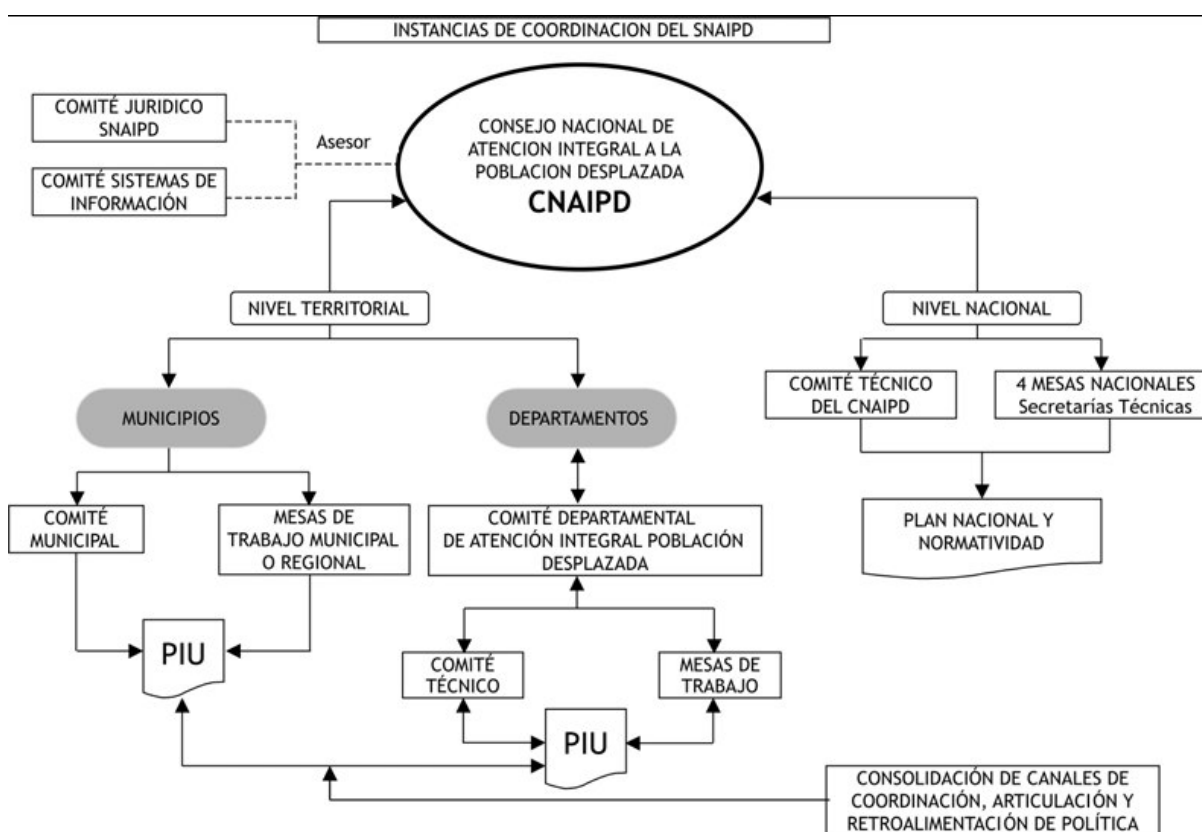 INSTANCIAS DE COORDINACION DEL SNAIPD
COMITÉ JURIDICO
SNAIPD
Asesor
COMITÉ SISTEMAS DE
INFORMACIÓN
CONSEJO NACIONAL DE
ATENCION INTEGRAL A LA
POBLACION DESPLAZADA
CNAIPD
NIVEL TERRITORIAL
NIVEL NACIONAL
MUNICIPIOS
DEPARTAMENTOS
COMITÉ TÉCNICO
DEL CNAIPD
4 MESAS NACIONALES
Secretarías Técnicas
COMITÉ
MUNICIPAL
MESAS DE
TRABAJO MUNICIPAL
O REGIONAL
COMITÉ DEPARTAMENTAL
DE ATENCIÓN INTEGRAL POBLACIÓN
DESPLAZADA
PLAN NACIONAL Y
NORMATIVIDAD
PIU
COMITÉ
TÉCNICO
MESAS DE
TRABAJO
PIU
CONSOLIDACIÓN DE CANALES DE
COORDINACIÓN, ARTICULACIÓN Y
RETROALIMENTACIÓN DE POLÍTICA